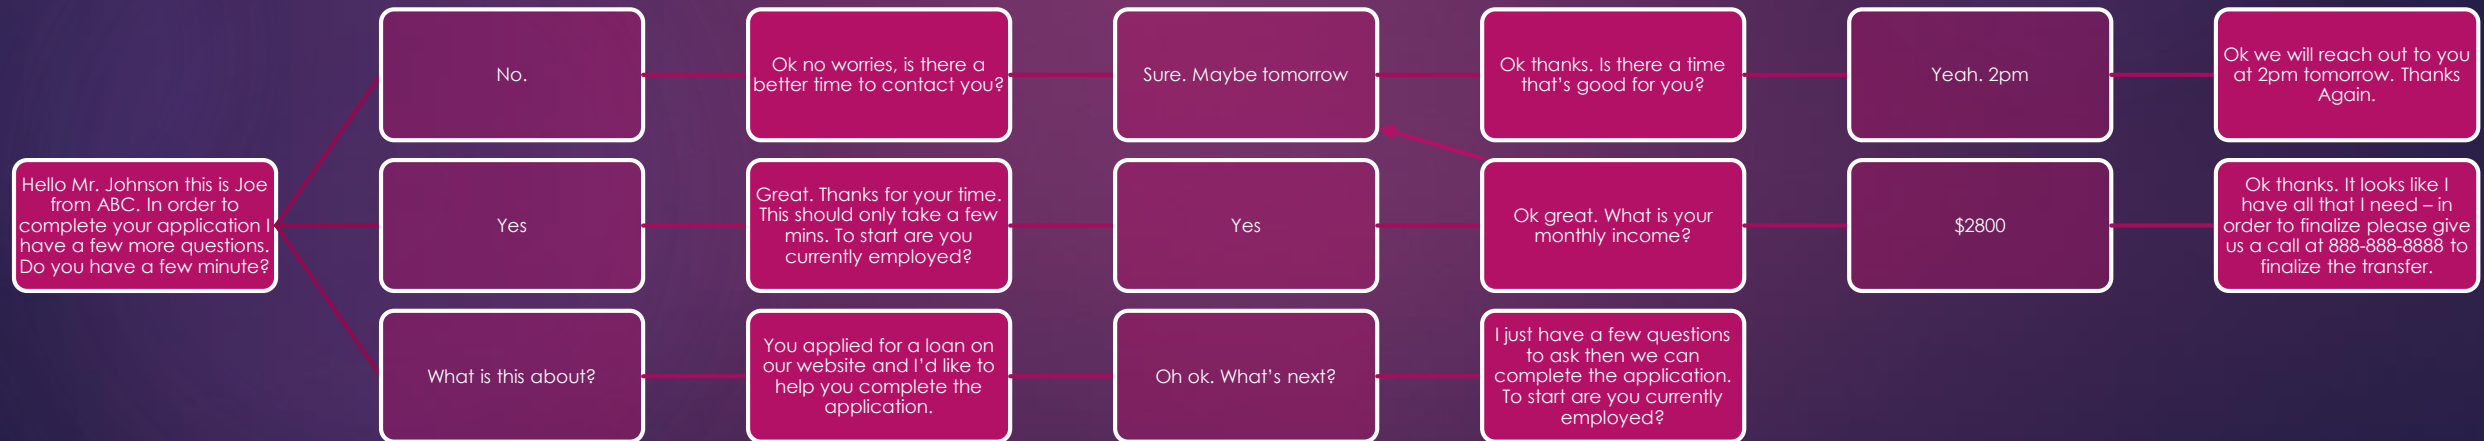 No.
Ok no worries, is there a
better time to contact you?
Sure. Maybe tomorrow
Ok thanks. Is there a time
that’s good for you?
Yeah. 2pm
Ok we will reach out to you
at 2pm tomorrow. Thanks
Again.
Hello Mr. Johnson this is Joe
from ABC. In order to
complete your application I
have a few more questions.
Do you have a few minute?
Yes
Great. Thanks for your time.
This should only take a few
mins. To start are you
currently employed?
Yes
Ok great. What is your
monthly income?
$2800
Ok thanks. It looks like I
have all that I need – in
order to finalize please give
us a call at 888-888-8888 to
finalize the transfer.
What is this about?
You applied for a loan on
our website and I’d like to
help you complete the
application.
Oh ok. What’s next?
I just have a few questions
to ask then we can
complete the application.
To start are you currently
employed?